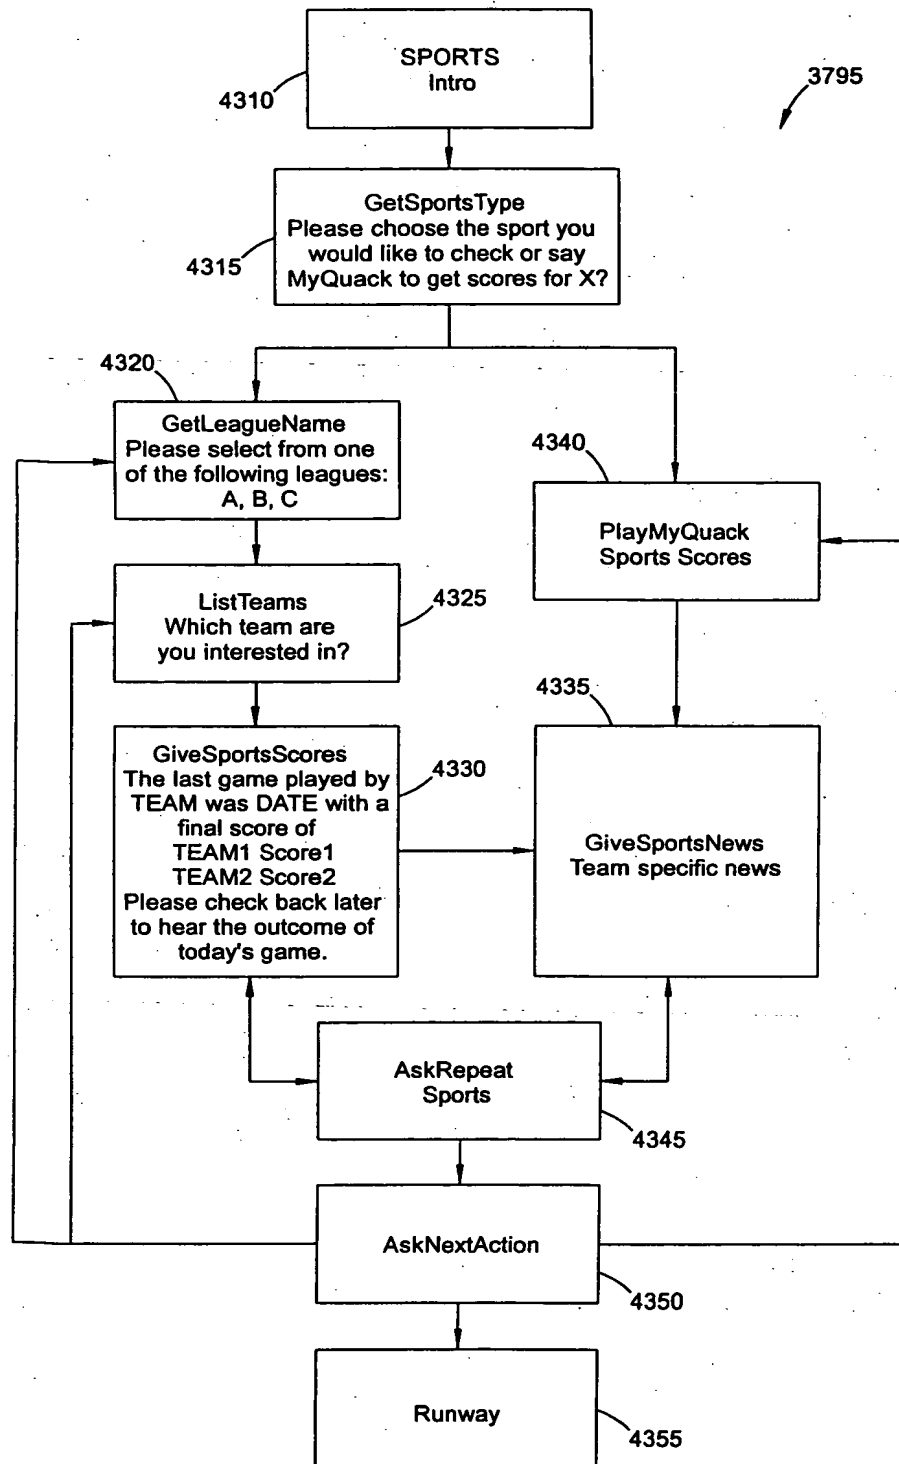 SPORTS
Intro
4310
3795
GetSportsType
Please choose the sport you
would like to check or say
MyQuack to get scores for X?
4315
4320
GetLeagueName
Please select from one
of the following leagues:
A, B, C
4340
PlayMyQuack
Sports Scores
ListTeams
Which team are
you interested in?
4325
4335
GiveSportsScores
The last game played by
TEAM was DATE with a
final score of
TEAM1 Score1
TEAM2 Score2
Please check back later
to hear the outcome of
today's game.
4330
GiveSportsNews
Team specific news
AskRepeat
Sports
4345
AskNextAction
4350
Runway
4355